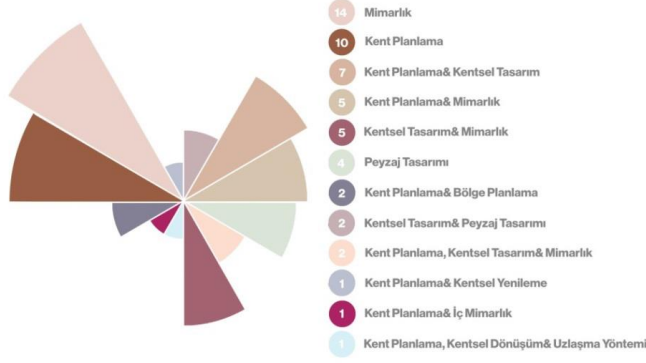 14 Mimarlık
10 Kent Planlama
7 Kent Planlama& Kentsel Tasarım
5 Kent Planlama& Mimarlık
5 Kentsel Tasarım& Mimarlık
4 Peyzaj Tasarımı
2 Kent Planlama& Bölge Planlama
2 Kentsel Tasarım& Peyzaj Tasarımı
2 Kent Planlama, Kentsel Tasarım& Mimarlık
1 Kent Planlama& Kentsel Yenileme
1 Kent Planlama& İç Mimarlık
1 Kent Planlama, Kentsel Dönüşüm& Uzlaşma Yöntemi